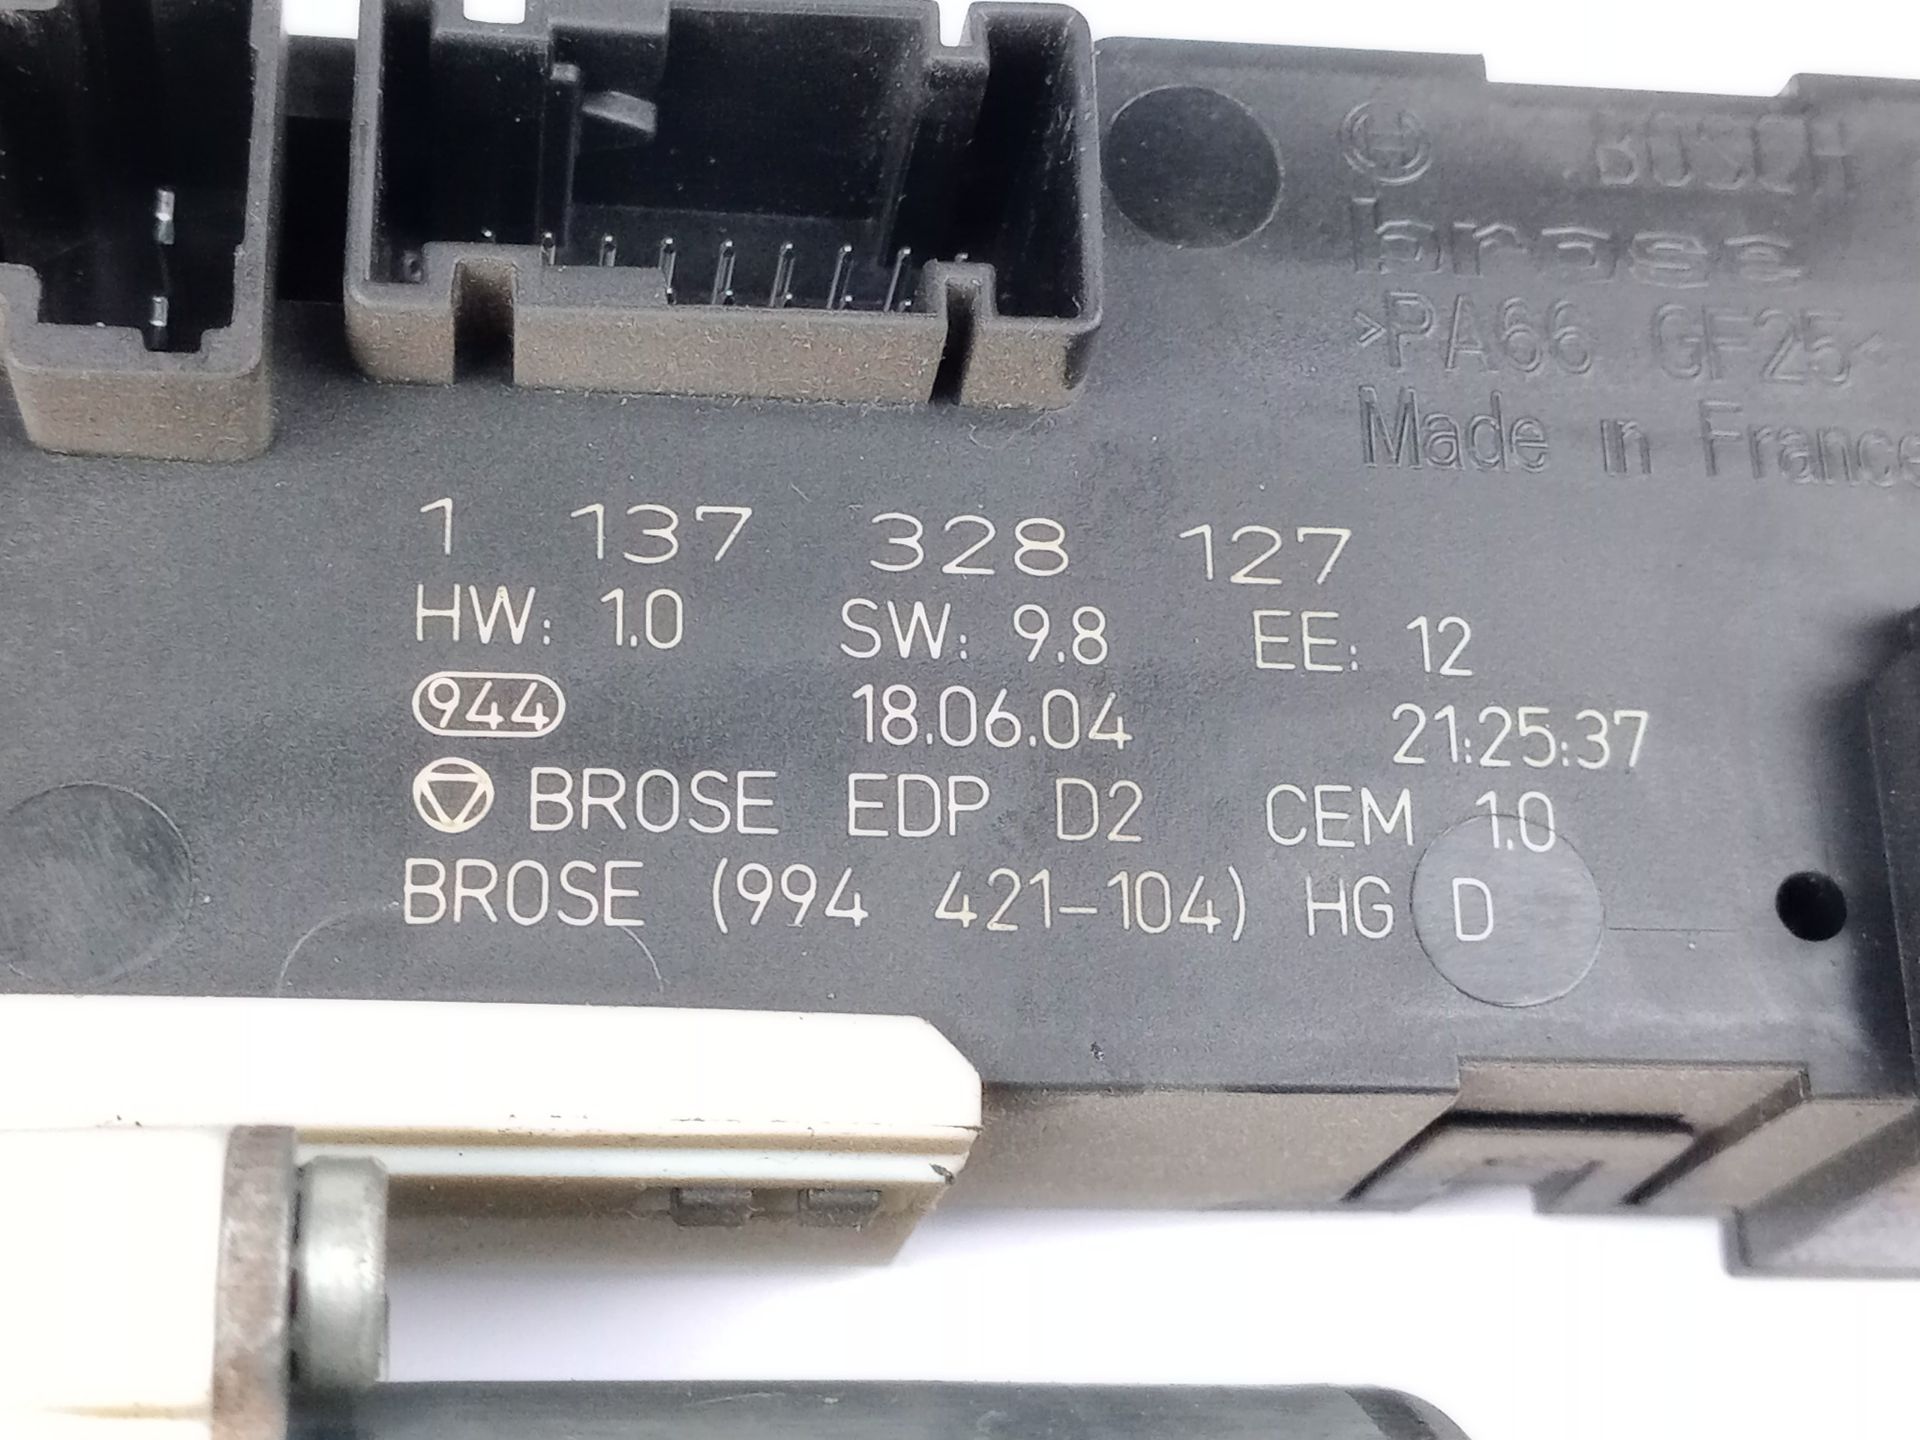 BOSCH
brose
>PA66 GF25<
Made in France
1 137 328 127
HW: 1.0 SW: 9.8 EE: 12
944 18.06.04 21:25:37
BROSE EDP D2 CEM 1.0
BROSE (994 421-104) HG D